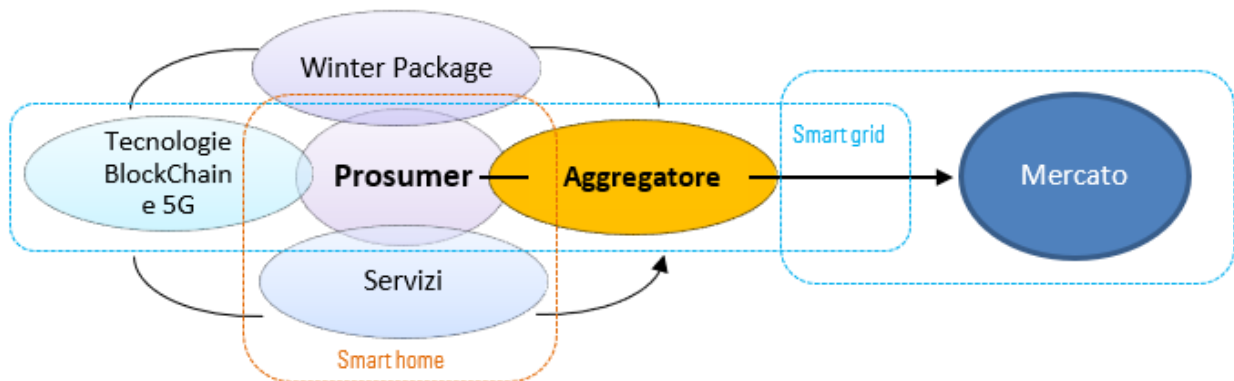 Winter Package
Tecnologie
BlockChain
e 5G
Prosumer
Aggregatore
Smart grid
Mercato
Servizi
Smart home